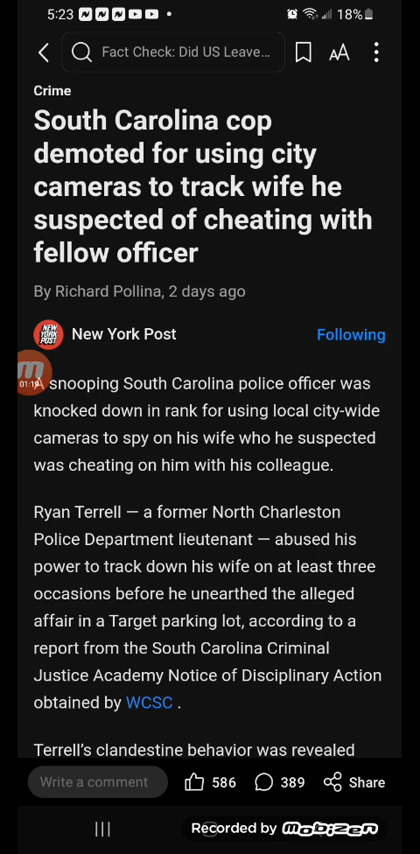 5:23 18%
Fact Check: Did US Leave...
Crime
South Carolina cop
demoted for using city
cameras to track wife he
suspected of cheating with
fellow officer
By Richard Pollina, 2 days ago
NEW YORK POST
New York Post
Following
01:19
A snooping South Carolina police officer was
knocked down in rank for using local city-wide
cameras to spy on his wife who he suspected
was cheating on him with his colleague.
Ryan Terrell — a former North Charleston
Police Department lieutenant — abused his
power to track down his wife on at least three
occasions before he unearthed the alleged
affair in a Target parking lot, according to a
report from the South Carolina Criminal
Justice Academy Notice of Disciplinary Action
obtained by WCSC .
Terrell’s clandestine behavior was revealed
Write a comment 586 389 Share
Recorded by mobizen